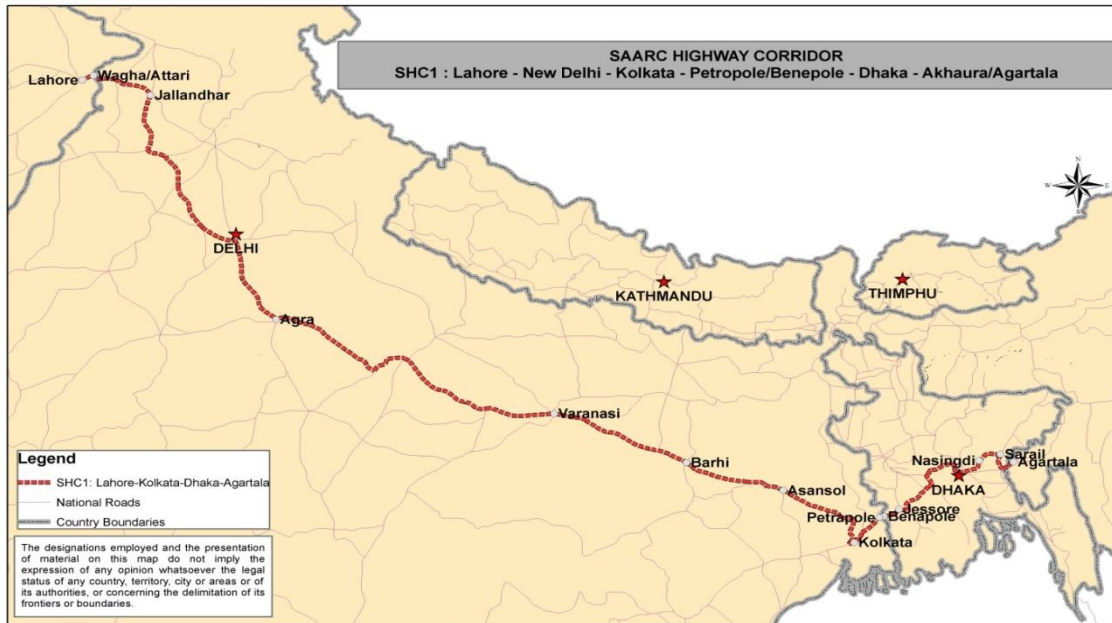 SAARC HIGHWAY CORRIDOR
SHC1 : Lahore - New Delhi - Kolkata - Petropole/Benepole - Dhaka - Akhaura/Agartala
Lahore
Wagha/Attari
Jallandhar
N
W
E
S
DELHI
KATHMANDU
THIMPHU
Agra
Varanasi
Barhi
Nasingdi
Sarail
Agartala
DHAKA
Asansol
Jessore
Petrapole
Benapole
Kolkata
Legend
SHC1: Lahore-Kolkata-Dhaka-Agartala
National Roads
Country Boundaries
The designations employed and the presentation
of material on this map do not imply the
expression of any opinion whatsoever the legal
status of any country, territory, city or areas or of
its authorities, or concerning the delimitation of its
frontiers or boundaries.